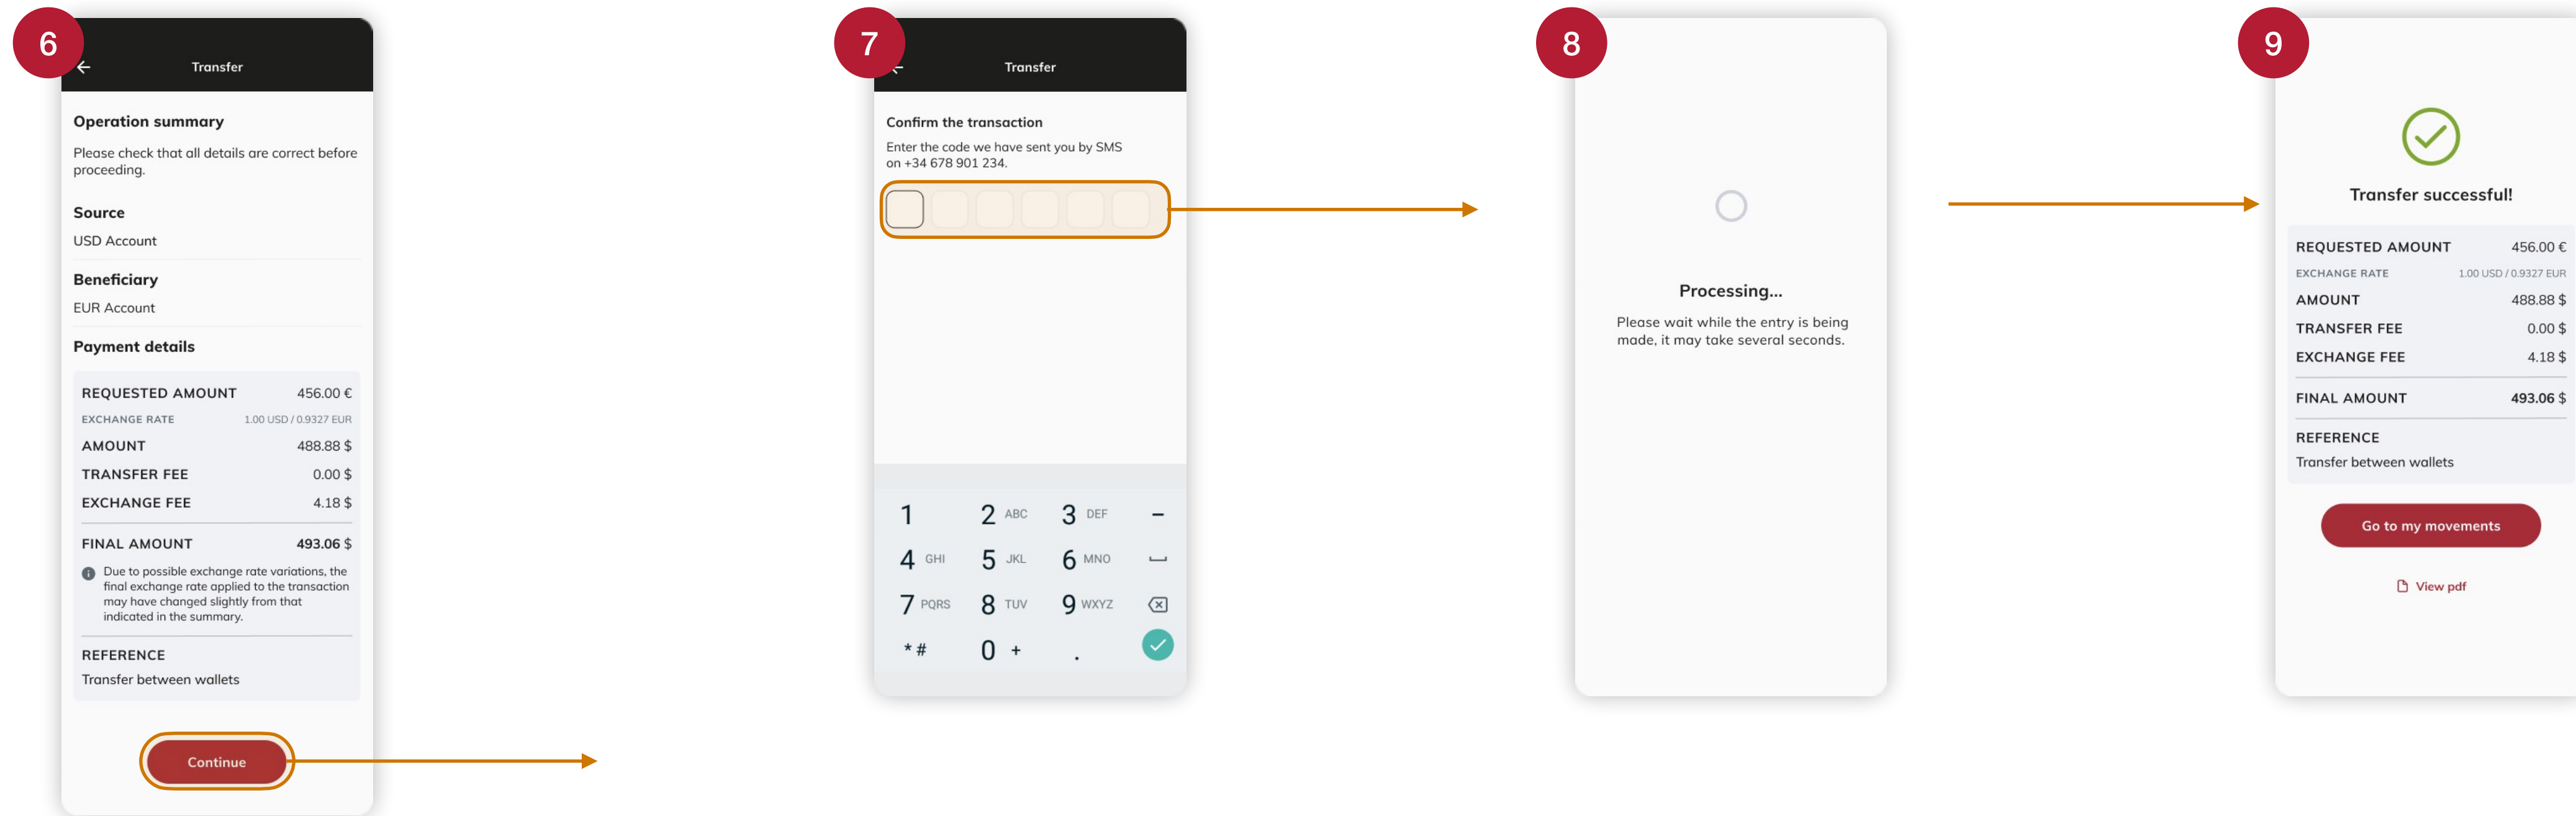 6
Transfer
Operation summary
Please check that all details are correct before
proceeding.
Source
USD Account
Beneficiary
EUR Account
Payment details
REQUESTED AMOUNT 456.00 €
EXCHANGE RATE 1.00 USD / 0.9327 EUR
AMOUNT 488.88 $
TRANSFER FEE 0.00 $
EXCHANGE FEE 4.18 $
FINAL AMOUNT 493.06 $
Due to possible exchange rate variations, the
final exchange rate applied to the transaction
may have changed slightly from that
indicated in the summary.
REFERENCE
Transfer between wallets
Continue
7
Transfer
Confirm the transaction
Enter the code we have sent you by SMS
on +34 678 901 234.
1 2 ABC 3 DEF –
4 GHI 5 JKL 6 MNO
7 PQRS 8 TUV 9 WXYZ
* # 0 + .
8
Processing...
Please wait while the entry is being
made, it may take several seconds.
9
Transfer successful!
REQUESTED AMOUNT 456.00 €
EXCHANGE RATE 1.00 USD / 0.9327 EUR
AMOUNT 488.88 $
TRANSFER FEE 0.00 $
EXCHANGE FEE 4.18 $
FINAL AMOUNT 493.06 $
REFERENCE
Transfer between wallets
Go to my movements
View pdf